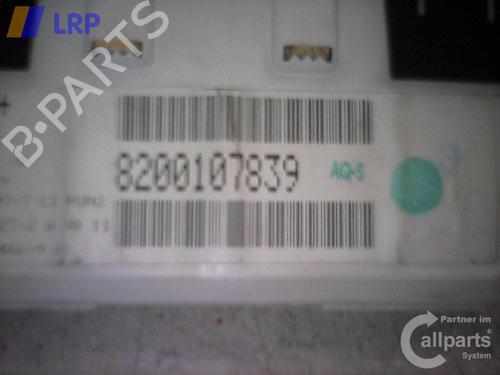 LRP
B-PARTS
8200107839
AQ-S
Partner im
callparts
System